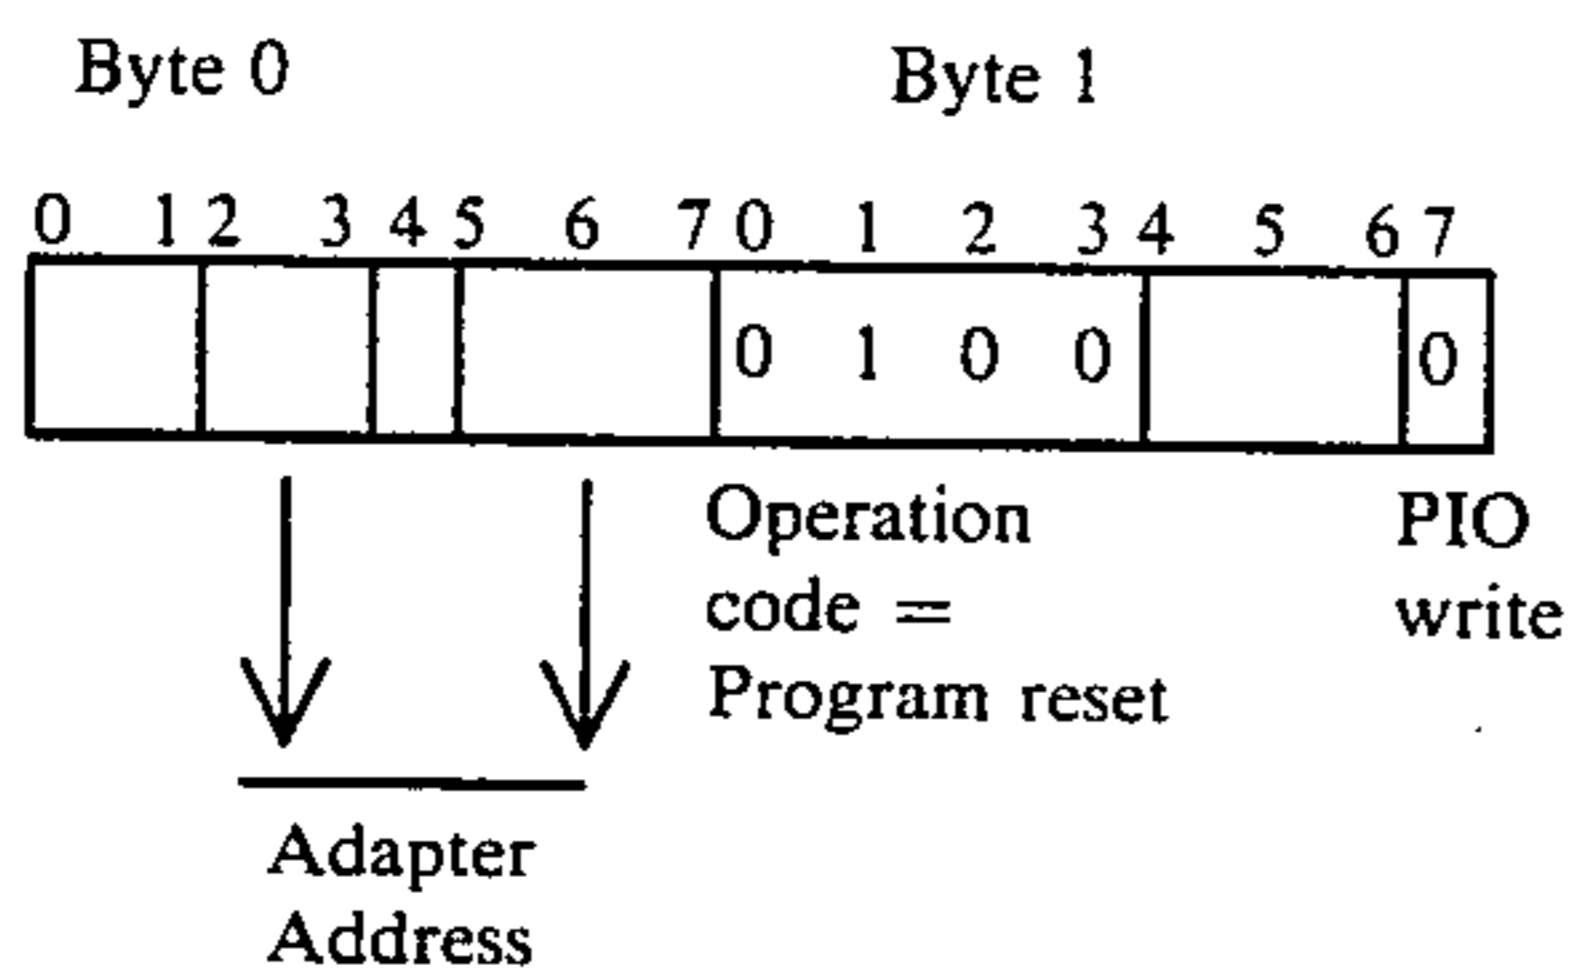 Byte 0 Byte 1
0 1 2 3 4 5 6 7 0 1 2 3 4 5 6 7
0 1 0 0 0
Operation
code =
Program reset
PIO
write
Adapter
Address